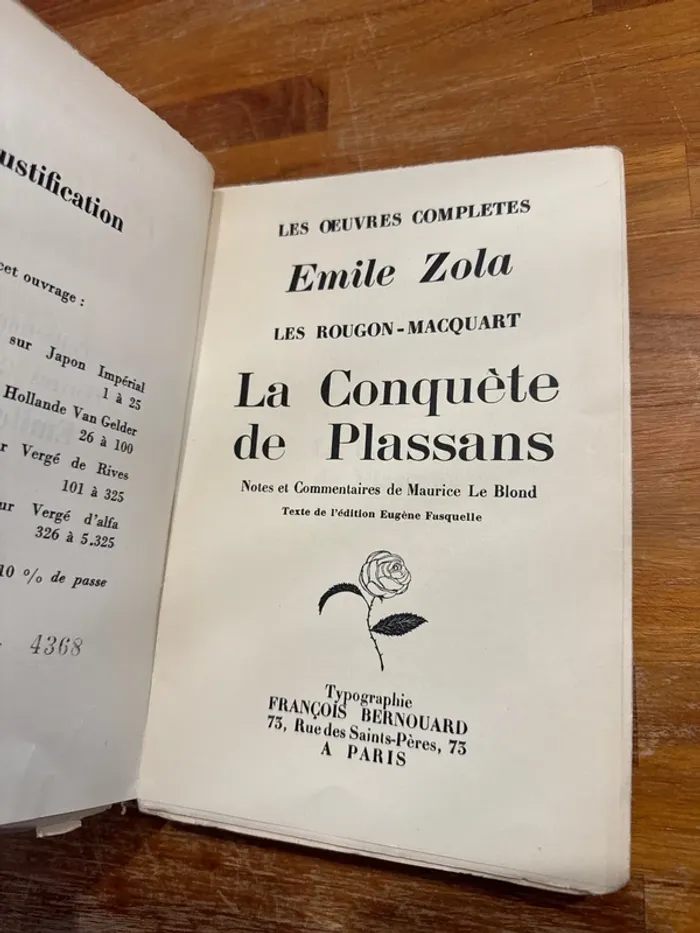 ustification
cet ouvrage :
sur Japon Impérial
1 à 25
Hollande Van Gelder
26 à 100
r Vergé de Rives
101 à 325
ur Vergé d'alfa
326 à 5.325
10 % de passe
4368
LES ŒUVRES COMPLETES
Emile Zola
LES ROUGON-MACQUART
La Conquète
de Plassans
Notes et Commentaires de Maurice Le Blond
Texte de l'édition Eugène Fasquelle
Typographie
FRANÇOIS BERNOUARD
73, Rue des Saints-Pères, 73
A PARIS